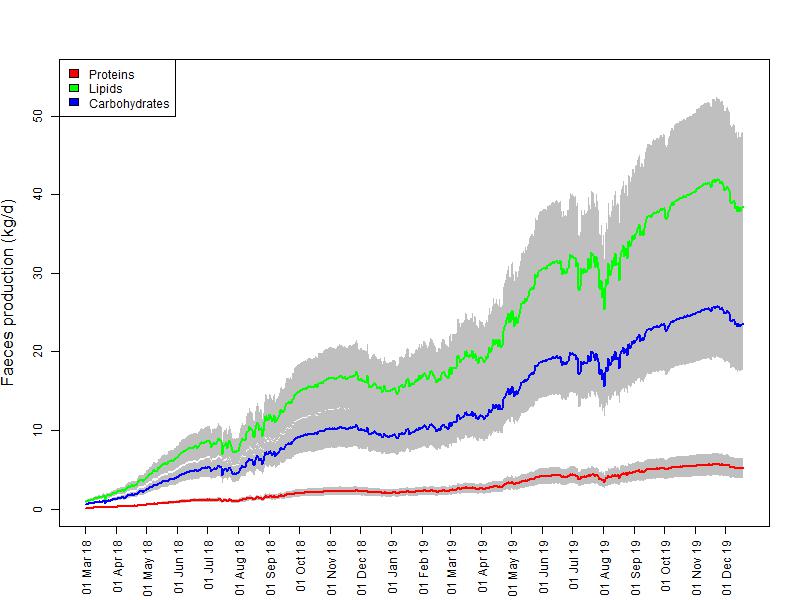 Proteins
Lipids
Carbohydrates
Faeces production (kg/d)
50
40
30
20
10
0
01 Mar 18
01 Apr 18
01 May 18
01 Jun 18
01 Jul 18
01 Aug 18
01 Sep 18
01 Oct 18
01 Nov 18
01 Dec 18
01 Jan 19
01 Feb 19
01 Mar 19
01 Apr 19
01 May 19
01 Jun 19
01 Jul 19
01 Aug 19
01 Sep 19
01 Oct 19
01 Nov 19
01 Dec 19